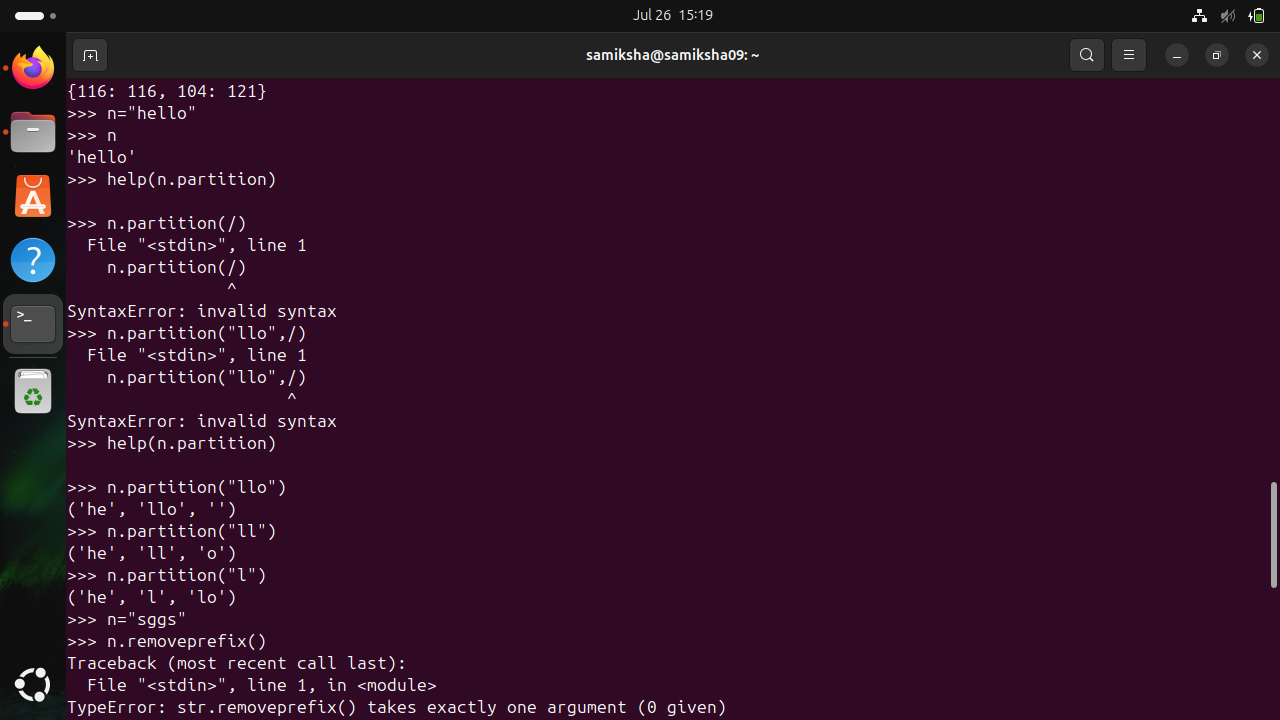 Jul 26 15:19
samiksha@samiksha09: ~
{116: 116, 104: 121}
>>> n="hello"
>>> n
'hello'
>>> help(n.partition)
>>> n.partition(/)
  File "<stdin>", line 1
    n.partition(/)
                ^
SyntaxError: invalid syntax
>>> n.partition("llo",/)
  File "<stdin>", line 1
    n.partition("llo",/)
                      ^
SyntaxError: invalid syntax
>>> help(n.partition)
>>> n.partition("llo")
('he', 'llo', '')
>>> n.partition("ll")
('he', 'll', 'o')
>>> n.partition("l")
('he', 'l', 'lo')
>>> n="sggs"
>>> n.removeprefix()
Traceback (most recent call last):
  File "<stdin>", line 1, in <module>
TypeError: str.removeprefix() takes exactly one argument (0 given)